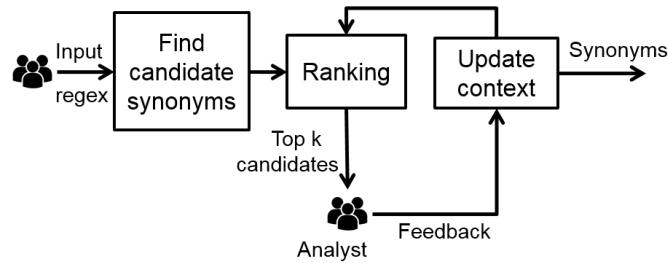 Input
regex
Find
candidate
synonyms
Ranking
Update
context
Synonyms
Top k
candidates
Analyst
Feedback